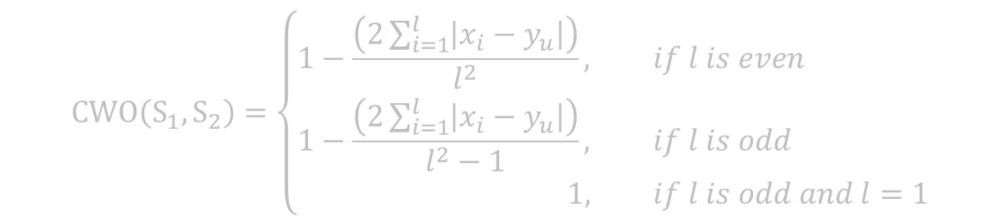 CWO(S₁, S₂) =
1 − (2 ∑ᵢ₌₁ˡ |xᵢ − yᵤ|) / l², if l is even
1 − (2 ∑ᵢ₌₁ˡ |xᵢ − yᵤ|) / l² − 1, if l is odd
1, if l is odd and l = 1